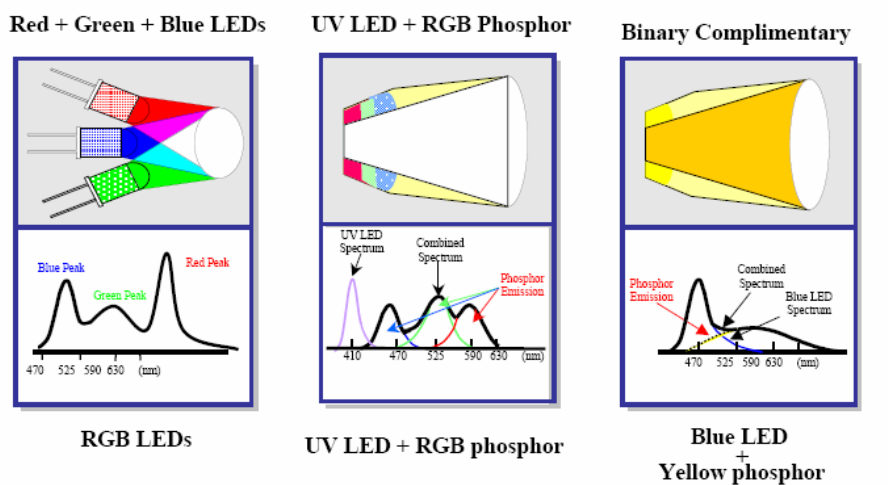 Red + Green + Blue LEDs
UV LED + RGB Phosphor
Binary Complimentary
Blue Peak
Green Peak
Red Peak
470 525 590 630 (nm)
RGB LEDs
UV LED
Spectrum
Combined
Spectrum
Phosphor
Emission
410 470 525 590 630 (nm)
UV LED + RGB phosphor
Phosphor
Emission
Combined
Spectrum
Blue LED
Spectrum
470 525 590 630 (nm)
Blue LED
+
Yellow phosphor